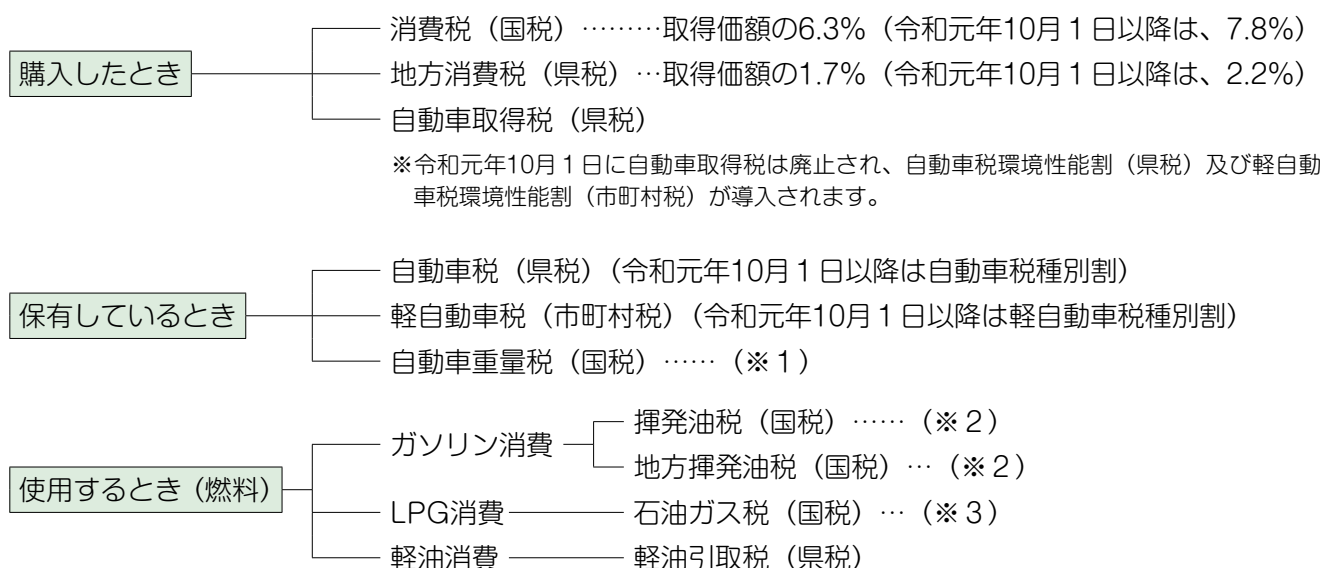 消費税（国税）………取得価額の6.3%（令和元年10月１日以降は、7.8%）
購入したとき
地方消費税（県税）…取得価額の1.7%（令和元年10月１日以降は、2.2%）
自動車取得税（県税）
※令和元年10月１日に自動車取得税は廃止され、自動車税環境性能割（県税）及び軽自動
車税環境性能割（市町村税）が導入されます。
自動車税（県税）（令和元年10月１日以降は自動車税種別割）
保有しているとき
軽自動車税（市町村税）（令和元年10月１日以降は軽自動車税種別割）
自動車重量税（国税）……（※１）
ガソリン消費
揮発油税（国税）……（※２）
地方揮発油税（国税）…（※２）
使用するとき（燃料）
LPG消費
石油ガス税（国税）…（※３）
軽油消費
軽油引取税（県税）